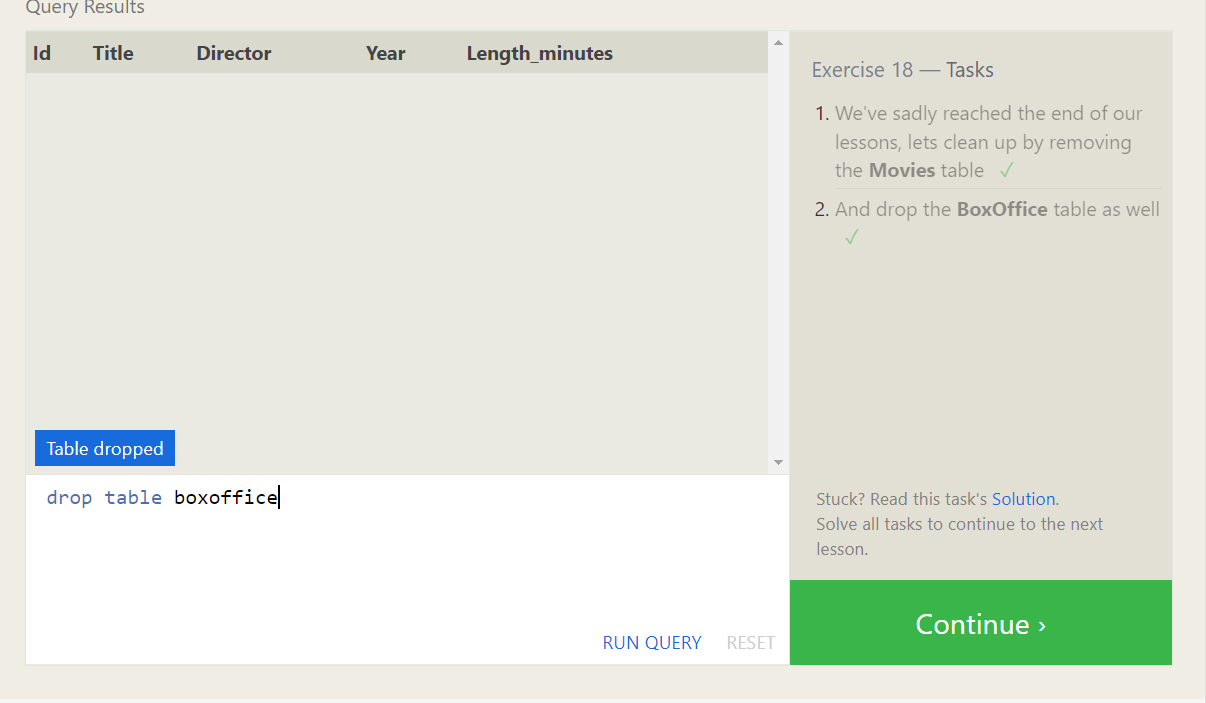 Query Results
Id Title Director Year Length_minutes
Table dropped
drop table boxoffice
RUN QUERY RESET
Exercise 18 — Tasks
1. We've sadly reached the end of our
lessons, lets clean up by removing
the Movies table ✓
2. And drop the BoxOffice table as well
✓
Stuck? Read this task's Solution.
Solve all tasks to continue to the next
lesson.
Continue ›